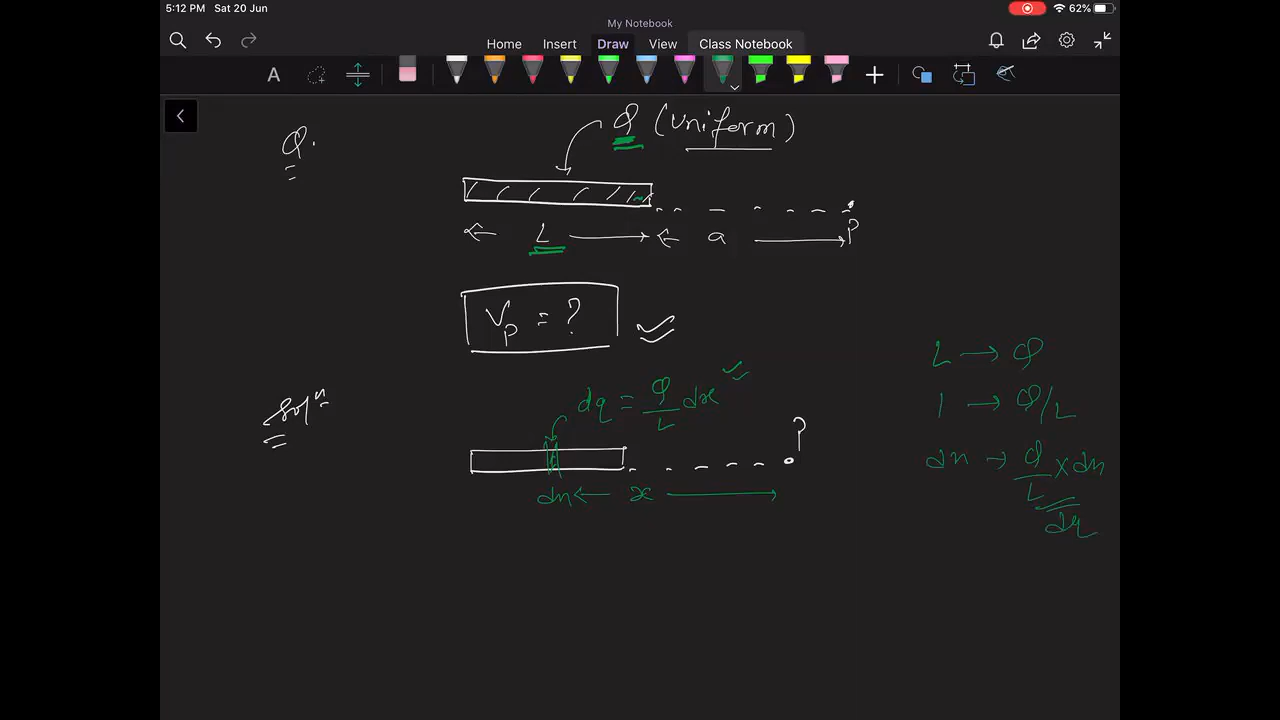 5:12 PM Sat 20 Jun
62%
My Notebook
Home Insert Draw View Class Notebook
A
Q. Q (Uniform)
L a P
Vp = ?
L → Q
Solⁿ dq = Q/L dx
1 → Q/L
P
dx → Q/L × dx
dx x
dq